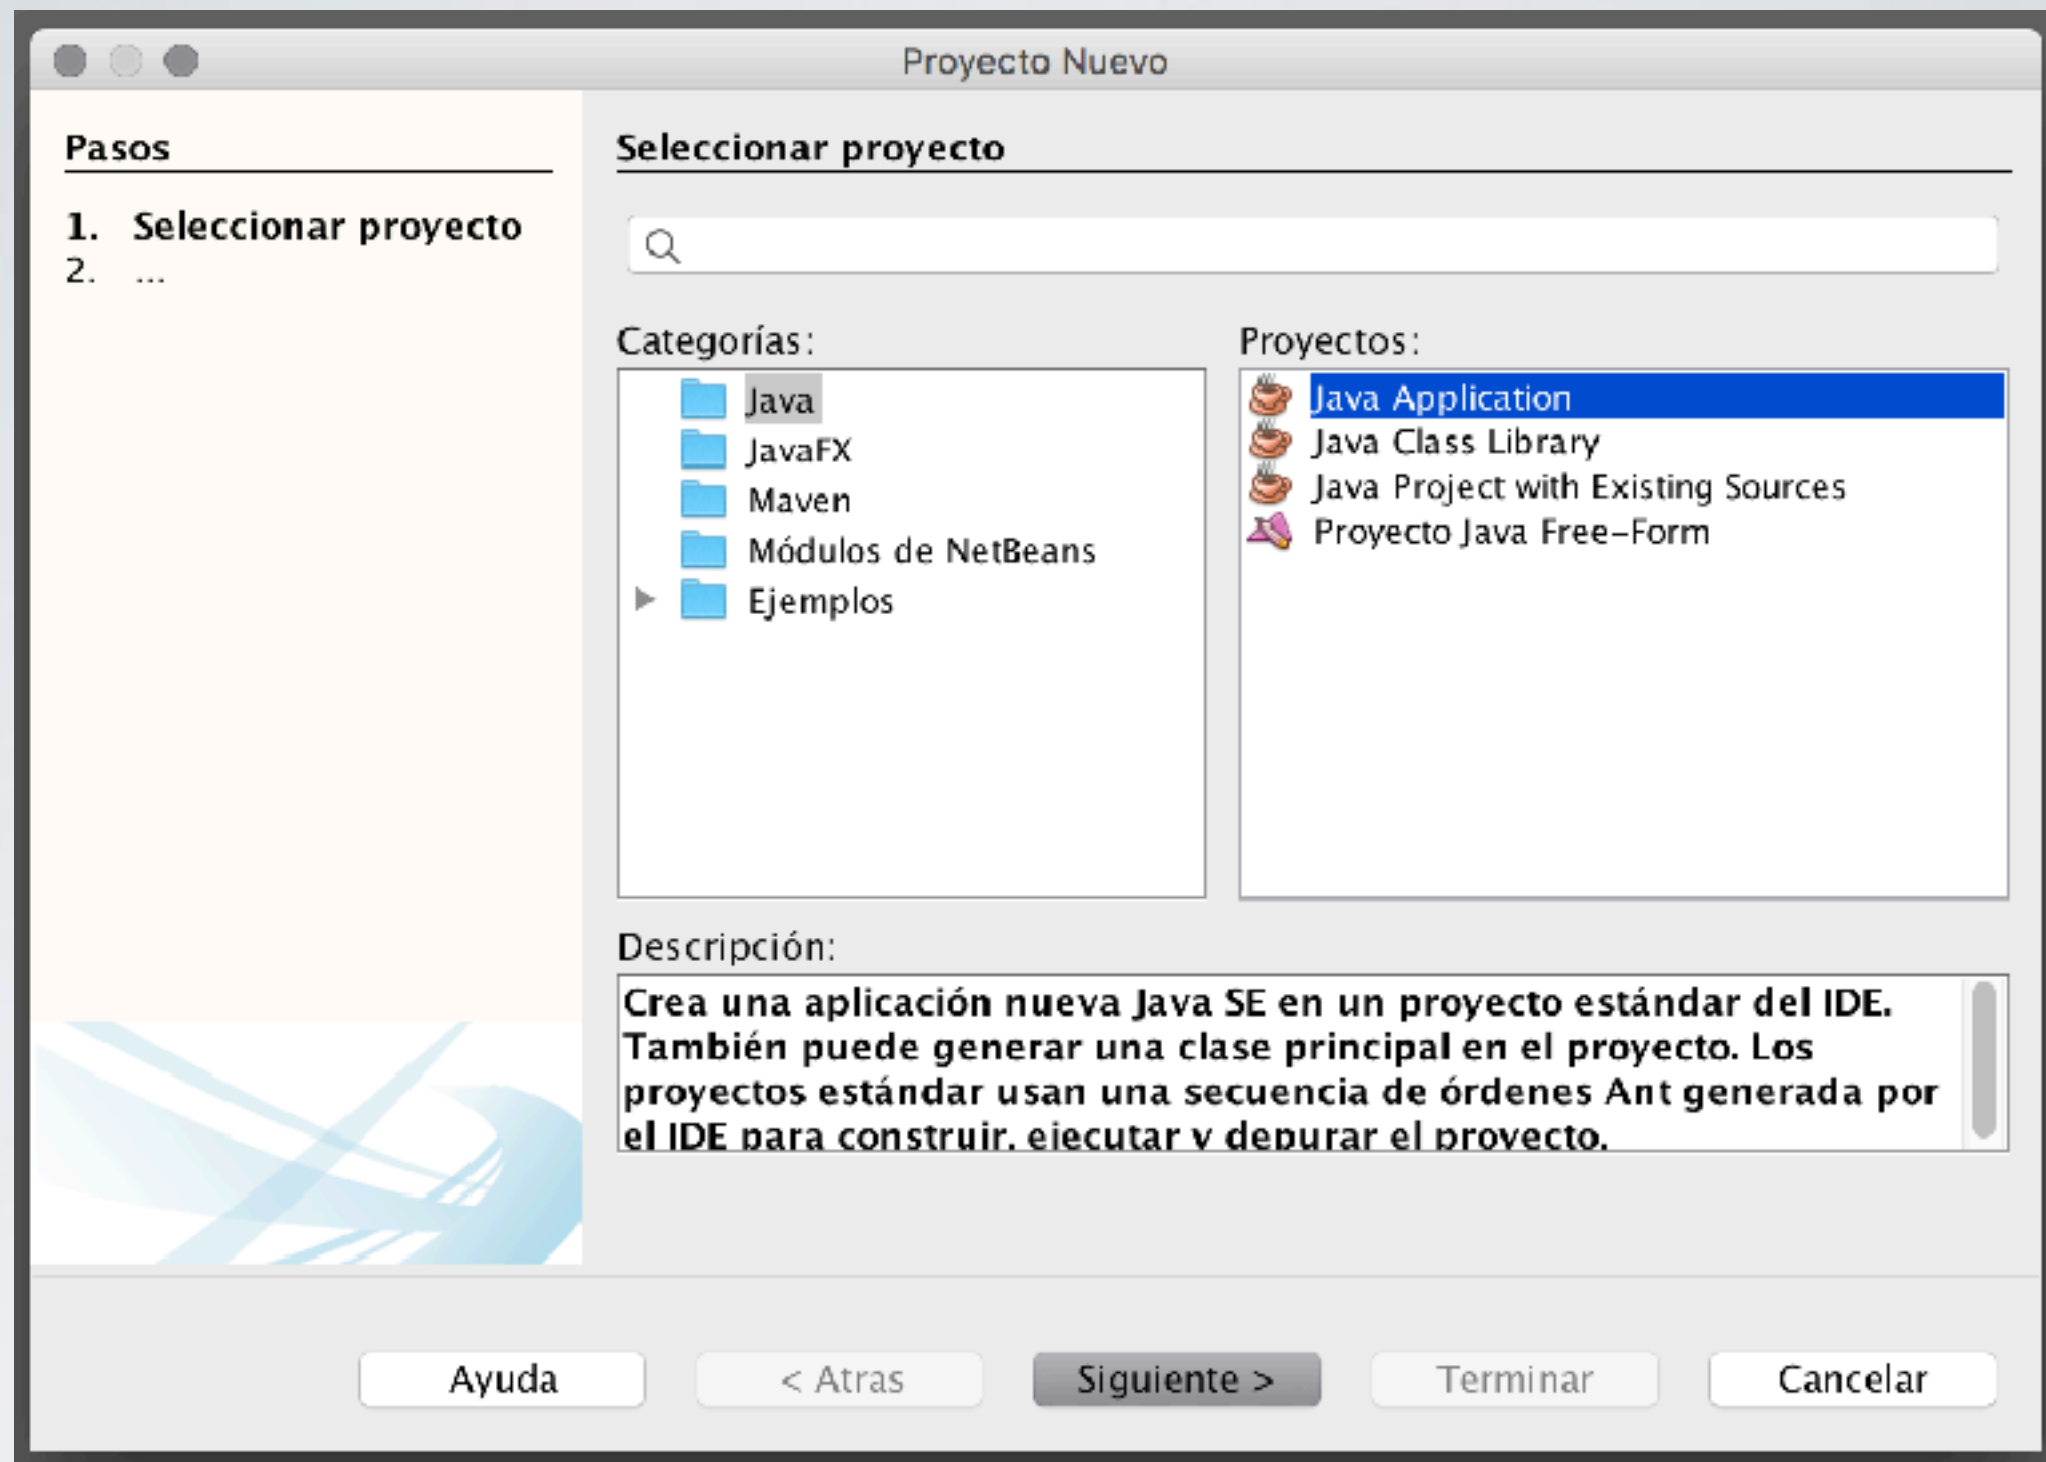 Proyecto Nuevo
Pasos
1. Seleccionar proyecto
2. ...
Seleccionar proyecto
Categorías:
Java
JavaFX
Maven
Módulos de NetBeans
Ejemplos
Proyectos:
Java Application
Java Class Library
Java Project with Existing Sources
Proyecto Java Free-Form
Descripción:
Crea una aplicación nueva Java SE en un proyecto estándar del IDE.
También puede generar una clase principal en el proyecto. Los
proyectos estándar usan una secuencia de órdenes Ant generada por
el IDE para construir, ejecutar y depurar el proyecto.
Ayuda
< Atras
Siguiente >
Terminar
Cancelar